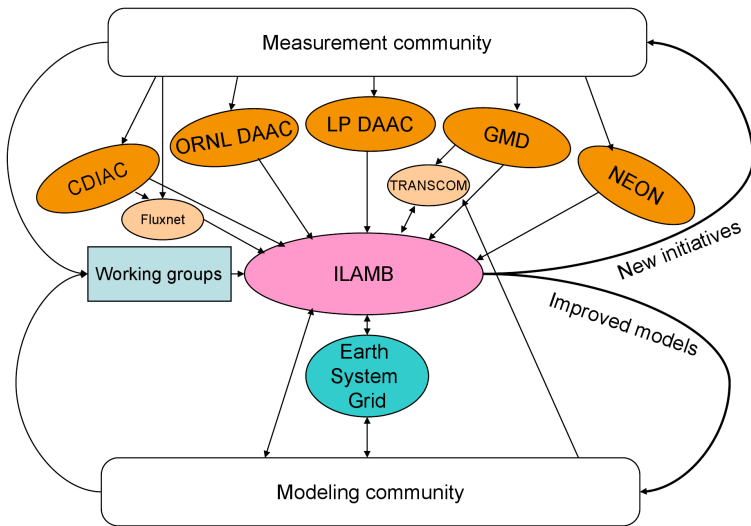 Measurement community
ORNL DAAC
LP DAAC
GMD
CDIAC
TRANSCOM
NEON
Fluxnet
Working groups
ILAMB
New initiatives
Improved models
Earth
System
Grid
Modeling community